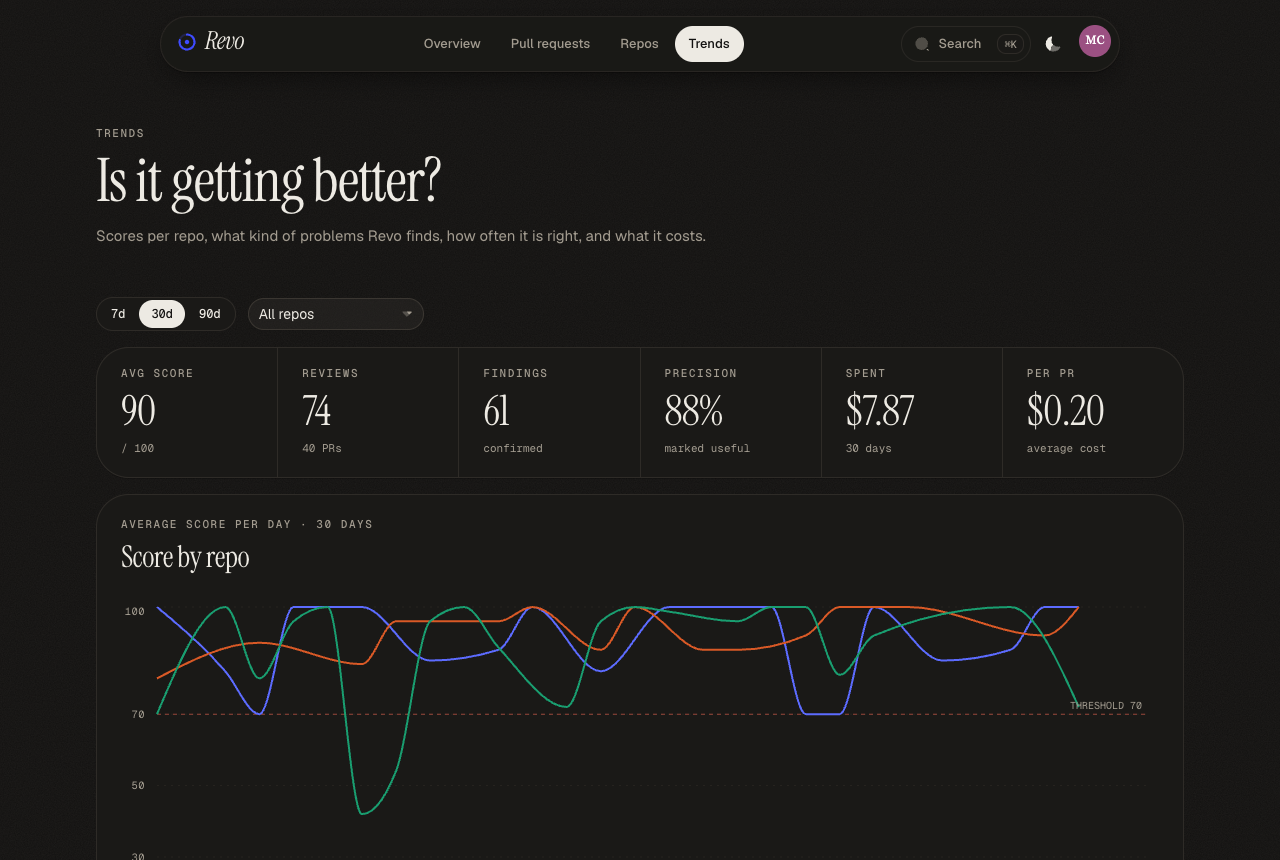 Revo
Overview
Pull requests
Repos
Trends
Search
⌘K
MC
TRENDS
Is it getting better?
Scores per repo, what kind of problems Revo finds, how often it is right, and what it costs.
7d
30d
90d
All repos
AVG SCORE
90
/ 100
REVIEWS
74
40 PRs
FINDINGS
61
confirmed
PRECISION
88%
marked useful
SPENT
$7.87
30 days
PER PR
$0.20
average cost
AVERAGE SCORE PER DAY · 30 DAYS
Score by repo
100
70
THRESHOLD 70
50
30